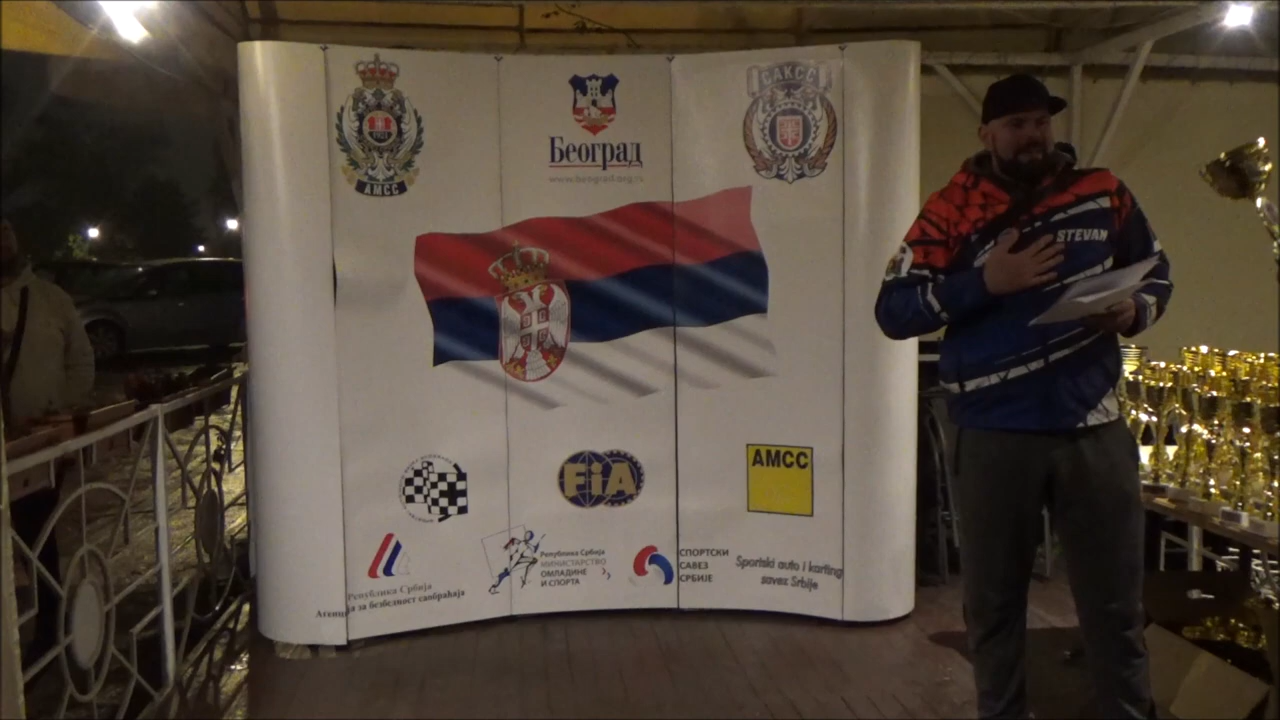 АМСС
Београд
www.beograd.org.rs
САКСС
STEVAN
FiA
АМСС
Република Србија
Агенција за безбедност саобраћаја
Република Србија
МИНИСТАРСТВО
ОМЛАДИНЕ
И СПОРТА
СПОРТСКИ
САВЕЗ
СРБИЈЕ
Sportski auto i karting
savez Srbije